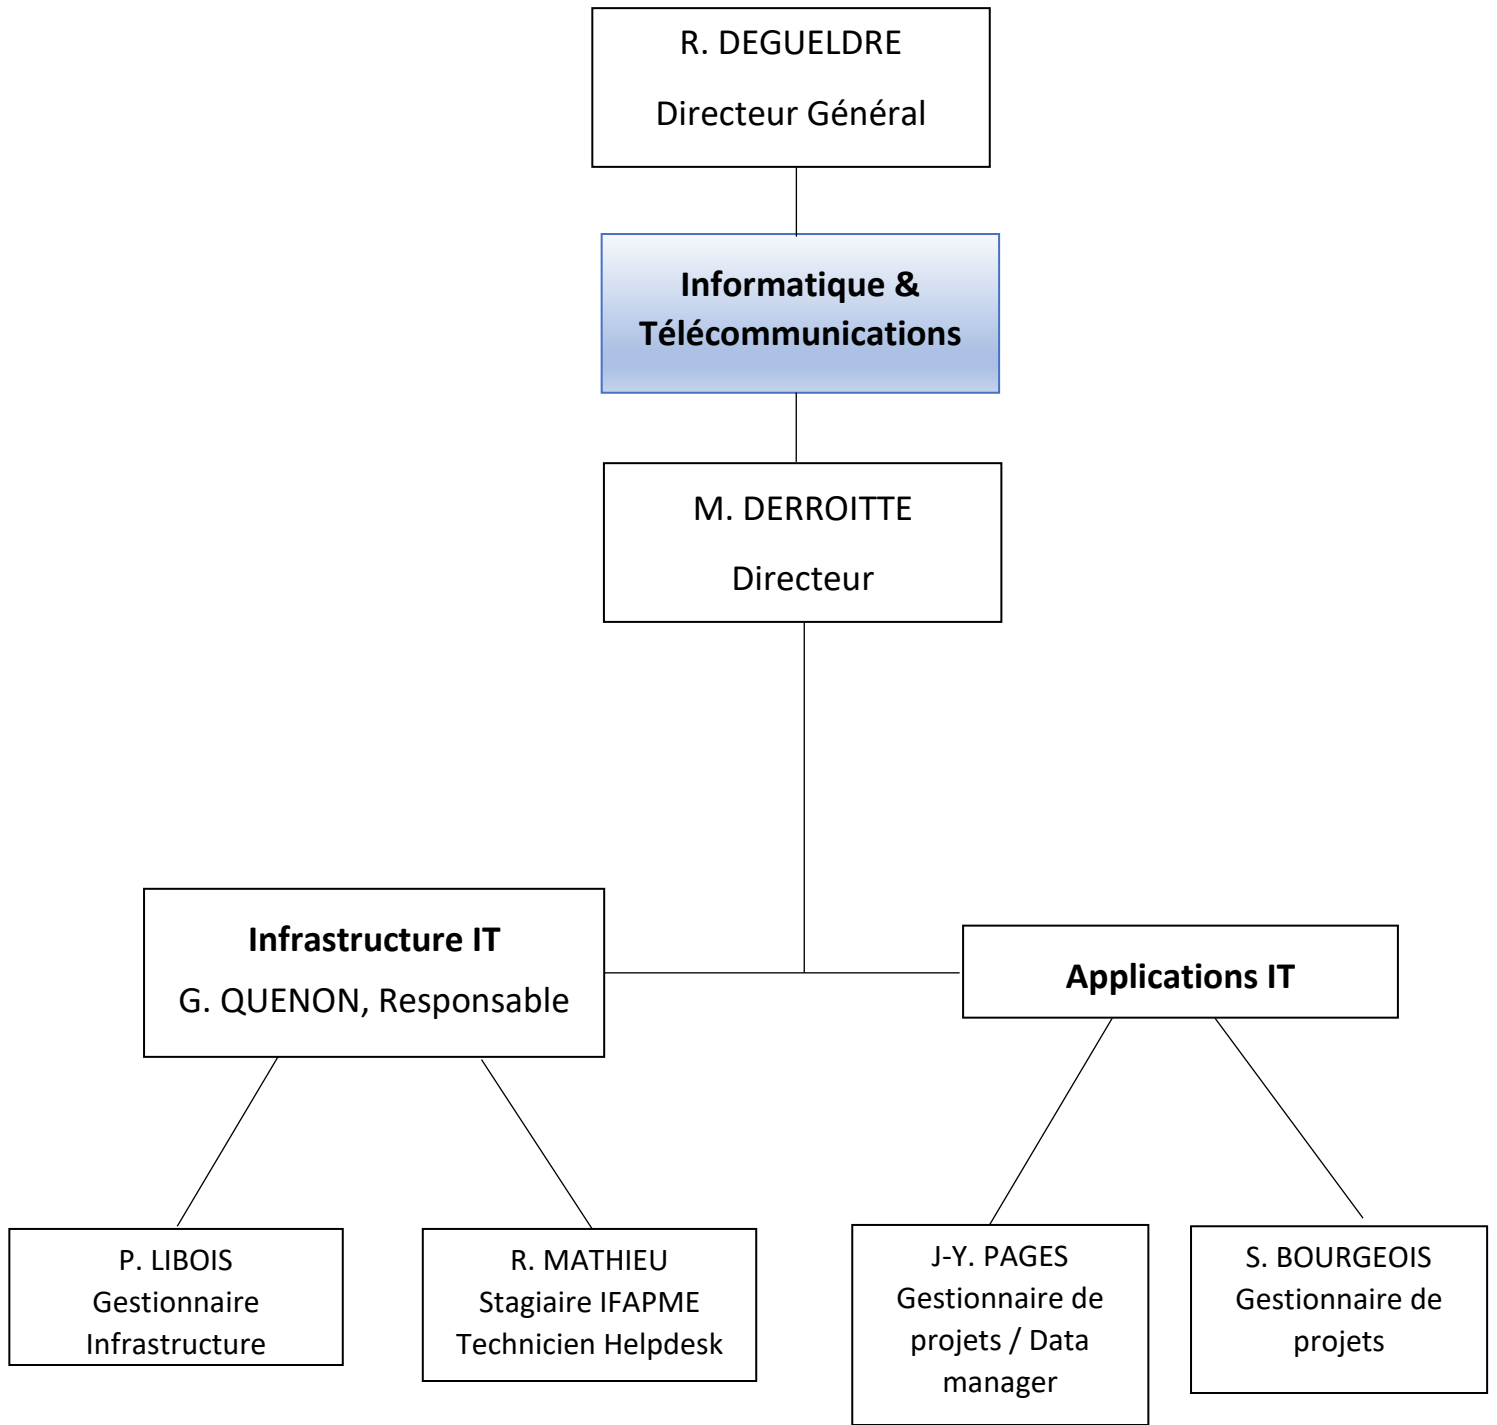 R. DEGUELDRE
Directeur Général
Informatique &
Télécommunications
M. DERROITTE
Directeur
Infrastructure IT
G. QUENON, Responsable
Applications IT
P. LIBOIS
Gestionnaire
Infrastructure
R. MATHIEU
Stagiaire IFAPME
Technicien Helpdesk
J-Y. PAGES
Gestionnaire de
projets / Data
manager
S. BOURGEOIS
Gestionnaire de
projets